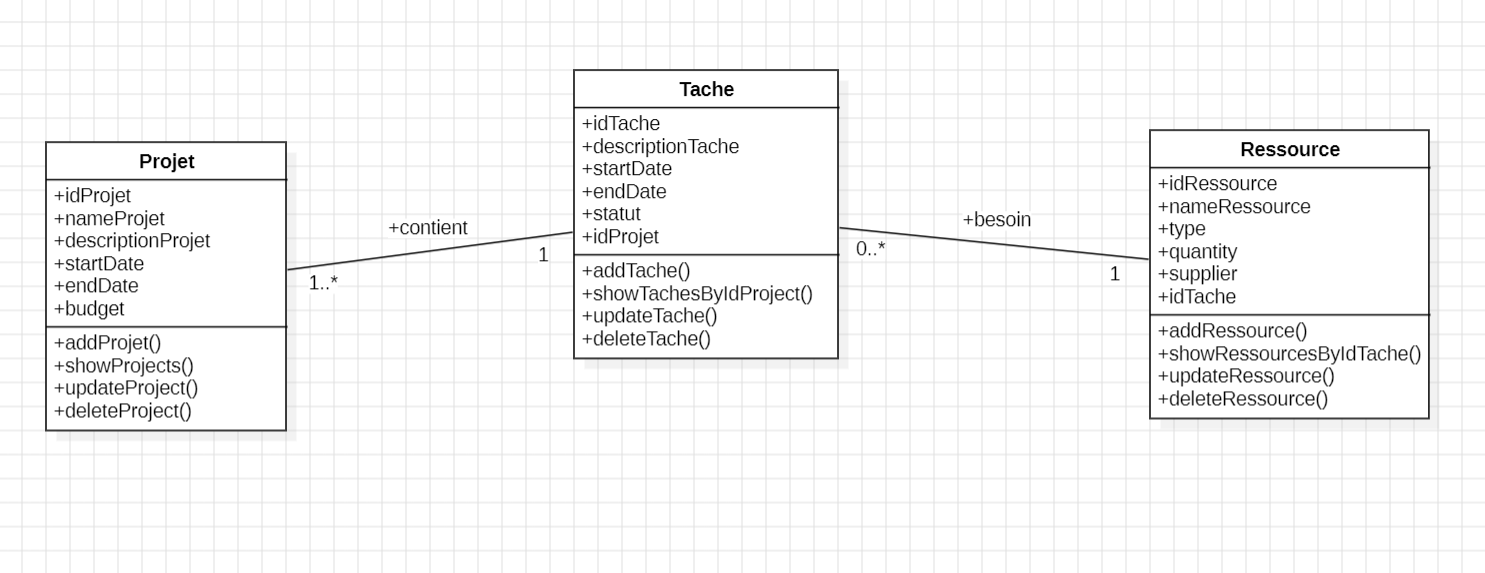 Projet
+idProjet
+nameProjet
+descriptionProjet
+startDate
+endDate
+budget
+addProjet()
+showProjects()
+updateProject()
+deleteProject()
+contient
1..*
1
Tache
+idTache
+descriptionTache
+startDate
+endDate
+statut
+idProjet
+addTache()
+showTachesByIdProject()
+updateTache()
+deleteTache()
+besoin
0..*
1
Ressource
+idRessource
+nameRessource
+type
+quantity
+supplier
+idTache
+addRessource()
+showRessourcesByIdTache()
+updateRessource()
+deleteRessource()